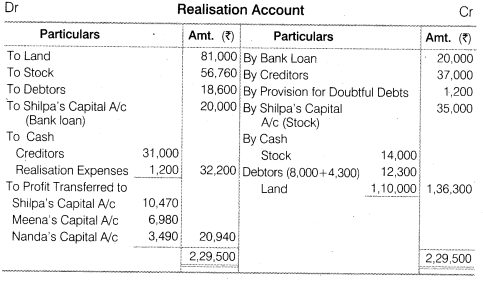 Dr Realisation Account Cr
Particulars Amt. (₹) Particulars Amt. (₹)
To Land 81,000 By Bank Loan 20,000
To Stock 56,760 By Creditors 37,000
To Debtors 18,600 By Provision for Doubtful Debts 1,200
To Shilpa's Capital A/c 20,000 By Shilpa's Capital 35,000
(Bank loan) A/c (Stock)
To Cash By Cash
Creditors 31,000 Stock 14,000
Realisation Expenses 1,200 32,200 Debtors (8,000+4,300) 12,300
To Profit Transferred to Land 1,10,000 1,36,300
Shilpa's Capital A/c 10,470
Meena's Capital A/c 6,980
Nanda's Capital A/c 3,490 20,940
2,29,500 2,29,500